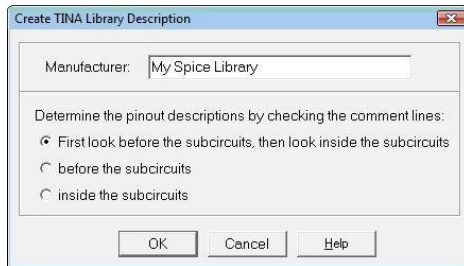 Create TINA Library Description
Manufacturer: My Spice Library
Determine the pinout descriptions by checking the comment lines:
First look before the subcircuits, then look inside the subcircuits
before the subcircuits
inside the subcircuits
OK Cancel Help